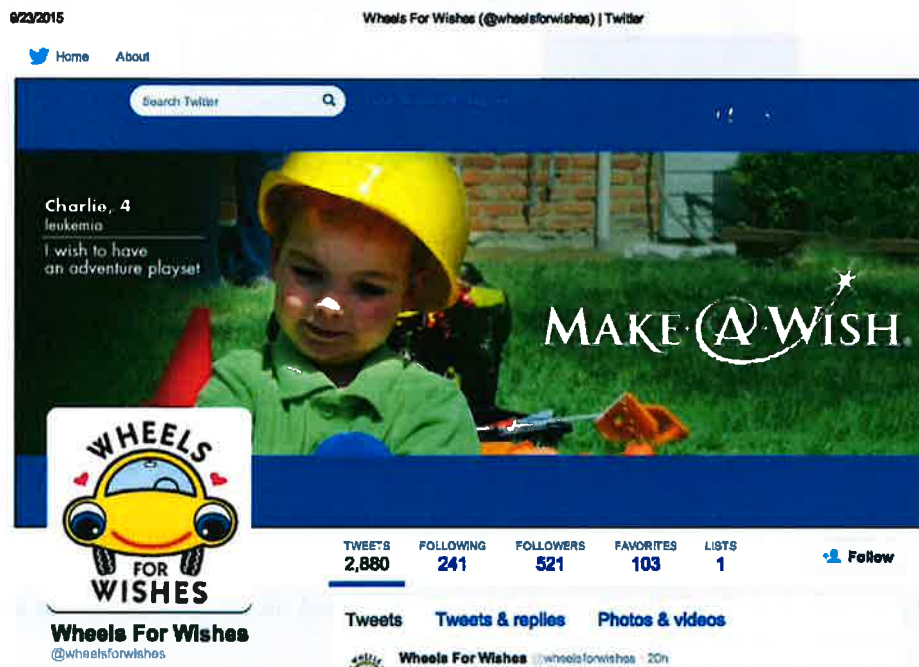 9/23/2015
Wheels For Wishes (@wheelsforwishes) | Twitter
Home About
Search Twitter
Charlie, 4
leukemia
I wish to have
an adventure playset
MAKE·A·WISH®
WHEELS
FOR
WISHES
TWEETS FOLLOWING FOLLOWERS FAVORITES LISTS
2,880 241 521 103 1
Follow
Wheels For Wishes
@wheelsforwishes
Tweets Tweets & replies Photos & videos
Wheels For Wishes @wheelsforwishes · 20h